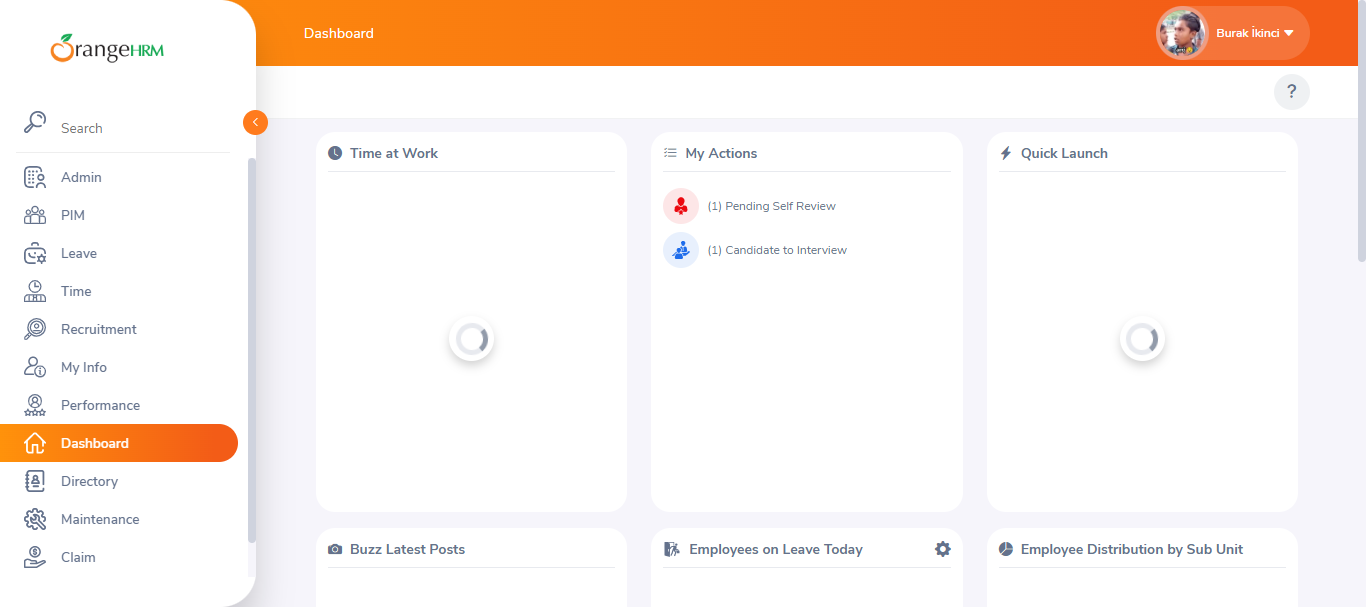 OrangeHRM
Search
Admin
PIM
Leave
Time
Recruitment
My Info
Performance
Dashboard
Directory
Maintenance
Claim
Dashboard
Burak İkinci
?
Time at Work
My Actions
(1) Pending Self Review
(1) Candidate to Interview
Quick Launch
Buzz Latest Posts
Employees on Leave Today
Employee Distribution by Sub Unit